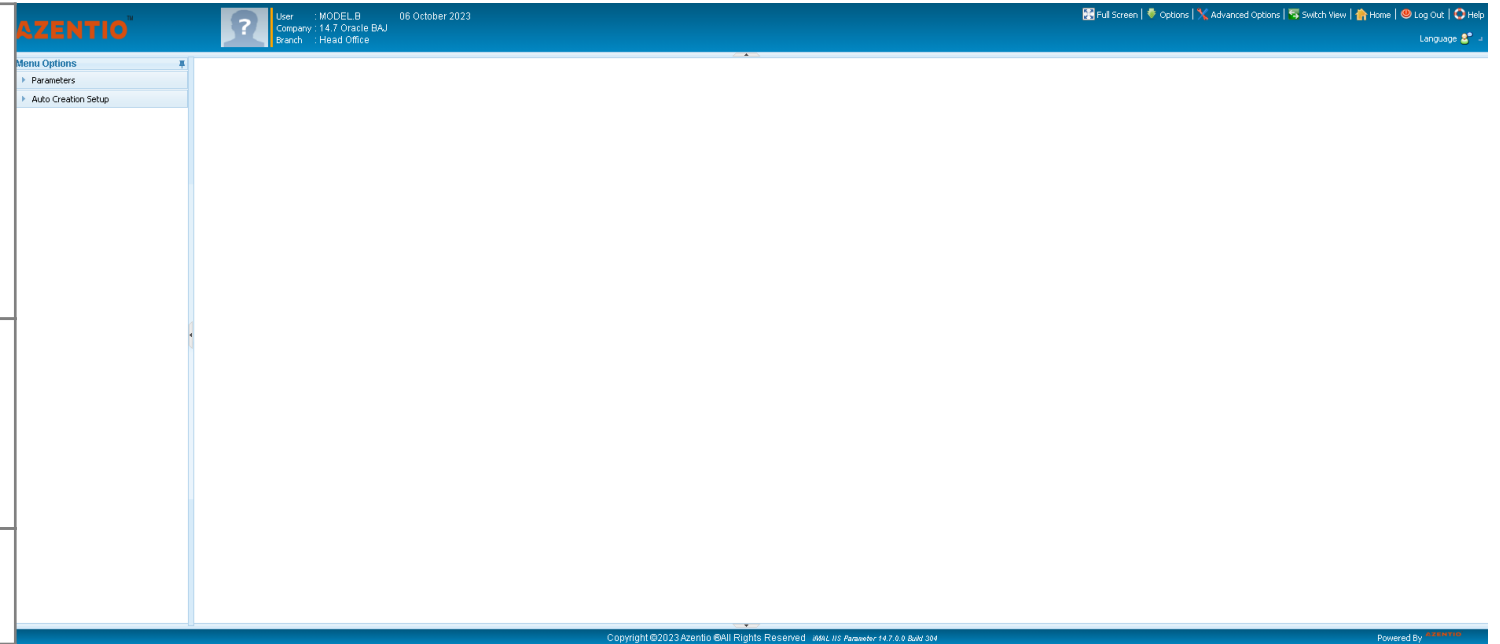 AZENTIO
?
User : MODEL.B 06 October 2023
Company : 14.7 Oracle BAJ
Branch : Head Office
Full Screen | Options | Advanced Options | Switch View | Home | Log Out | Help
Language
Menu Options
Parameters
Auto Creation Setup
Copyright ©2023 Azentio ®All Rights Reserved iMAL IIS Parameter 14.7.0.0 Build 304
Powered By AZENTIO